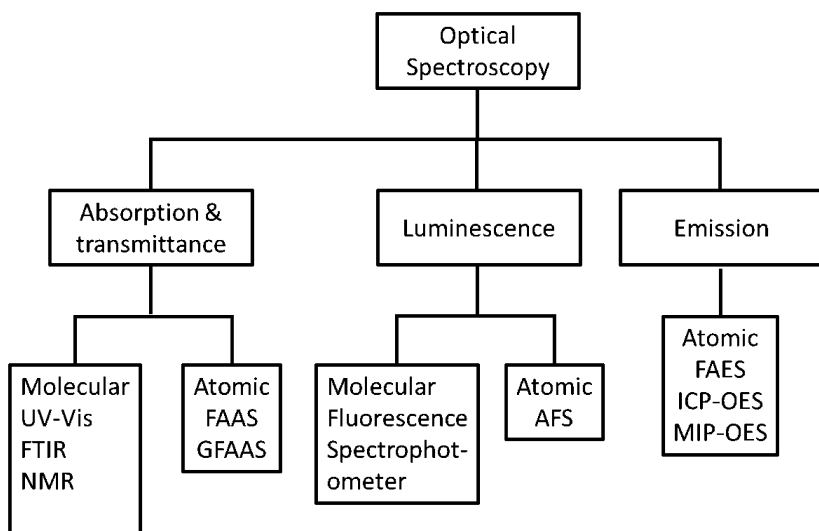 Optical
Spectroscopy
Absorption &
transmittance
Luminescence
Emission
Molecular
UV-Vis
FTIR
NMR
Atomic
FAAS
GFAAS
Molecular
Fluorescence
Spectrophot-
ometer
Atomic
AFS
Atomic
FAES
ICP-OES
MIP-OES